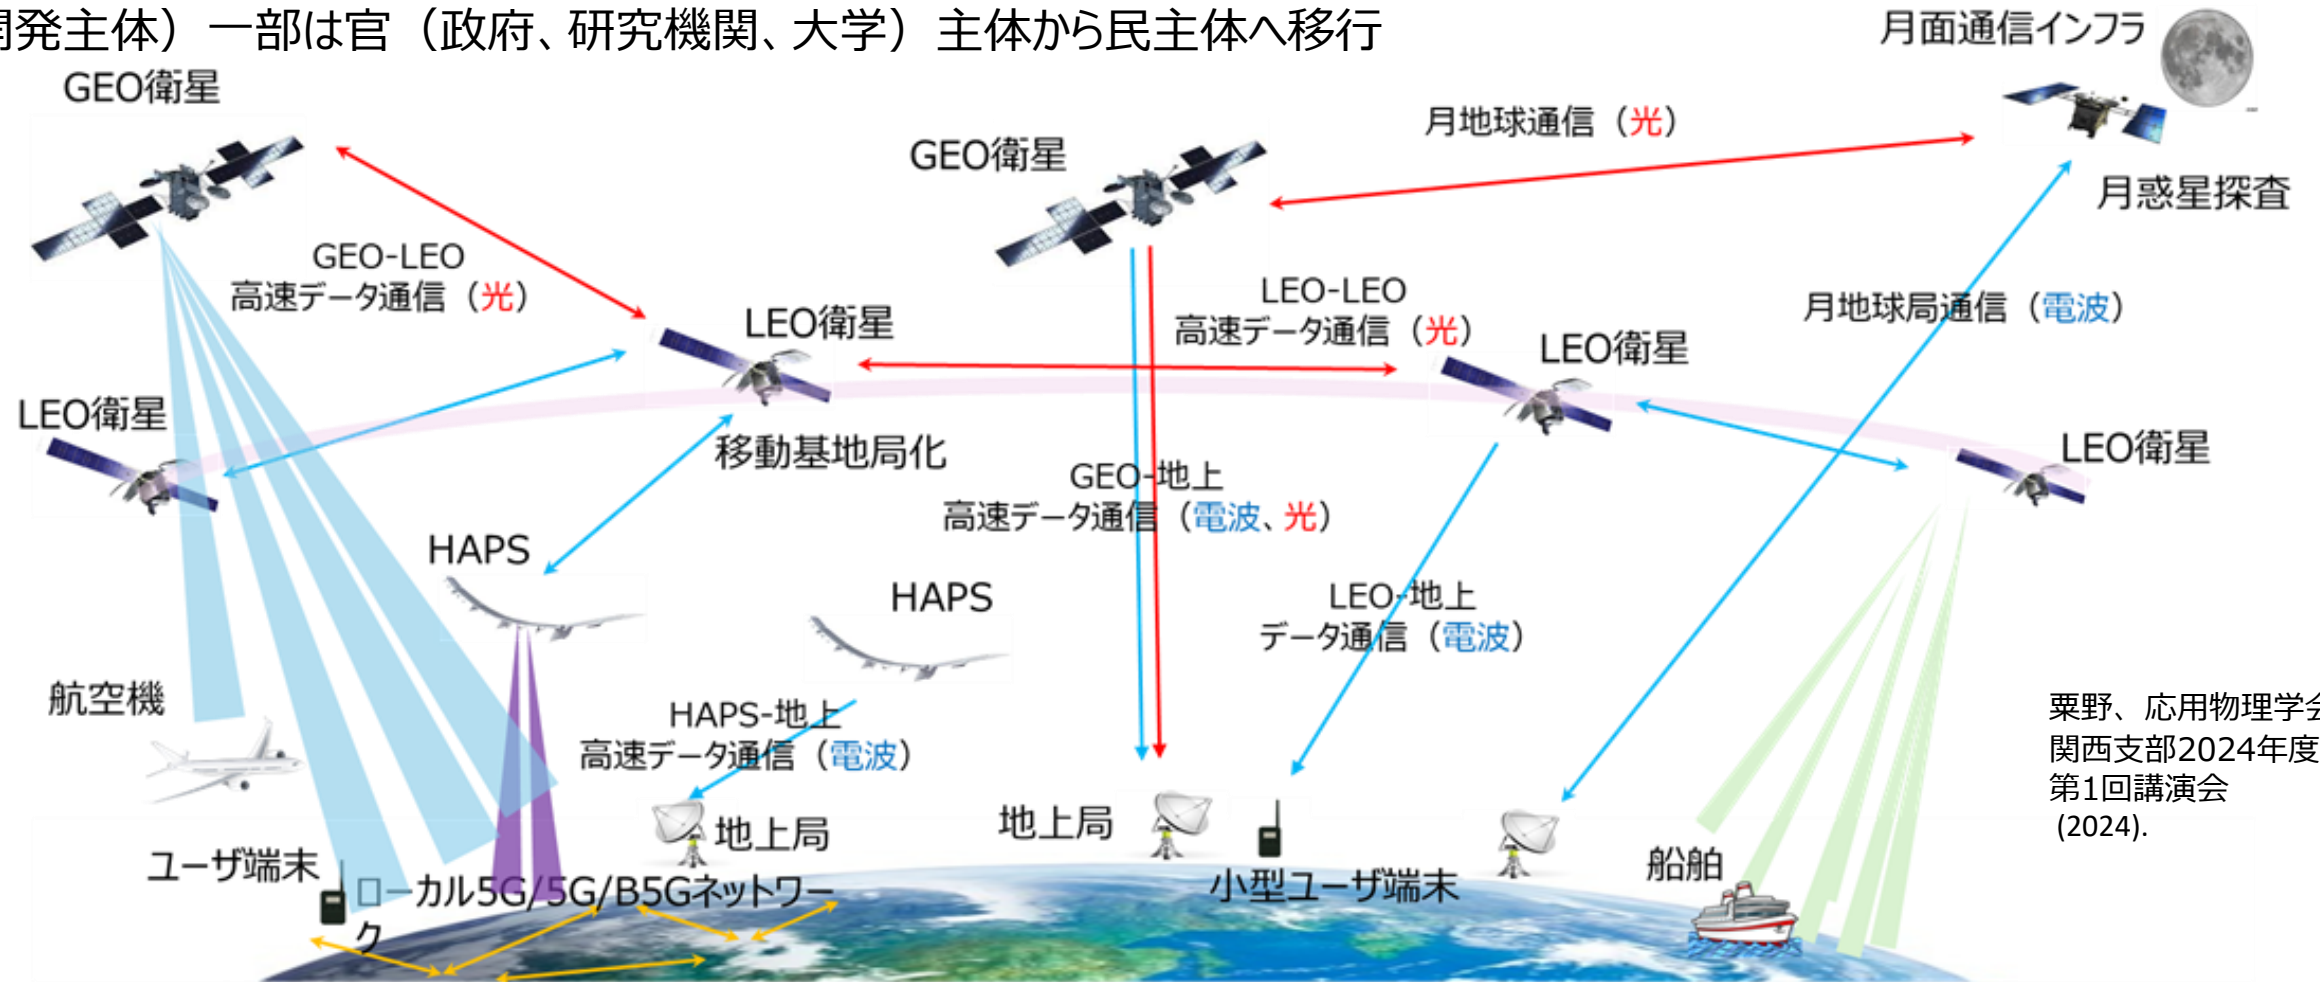 開発主体）一部は官（政府、研究機関、大学）主体から民主体へ移行
月面通信インフラ
GEO衛星
月地球通信（光）
GEO衛星
月惑星探査
GEO-LEO
高速データ通信（光）
LEO-LEO
高速データ通信（光）
月地球局通信（電波）
LEO衛星
LEO衛星
LEO衛星
移動基地局化
LEO衛星
GEO-地上
高速データ通信（電波、光）
HAPS
HAPS
LEO-地上
データ通信（電波）
航空機
HAPS-地上
高速データ通信（電波）
粟野、応用物理学会
関西支部2024年度
第1回講演会
(2024).
地上局
地上局
ユーザ端末
ローカル5G/5G/B5Gネットワー
ク
小型ユーザ端末
船舶